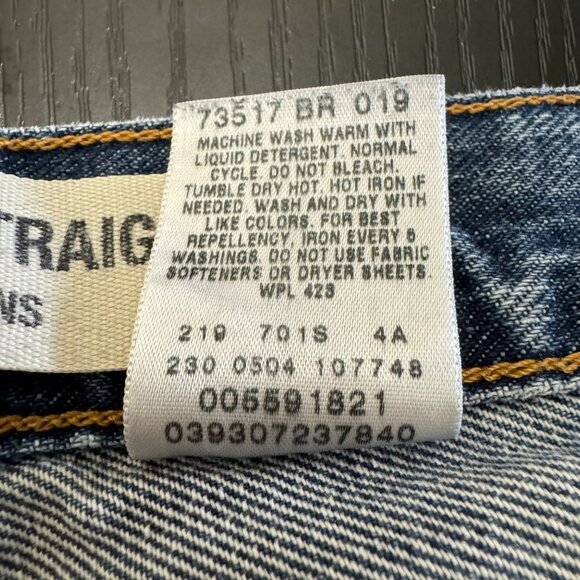 73517 BR 019
MACHINE WASH WARM WITH
LIQUID DETERGENT, NORMAL
CYCLE. DO NOT BLEACH.
TUMBLE DRY HOT. HOT IRON IF
NEEDED. WASH AND DRY WITH
LIKE COLORS. FOR BEST
REPELLENCY, IRON EVERY 5
WASHINGS. DO NOT USE FABRIC
SOFTENERS OR DRYER SHEETS.
WPL 423
219 701S 4A
230 0504 107748
005591821
039307237840
TRAIG
NS